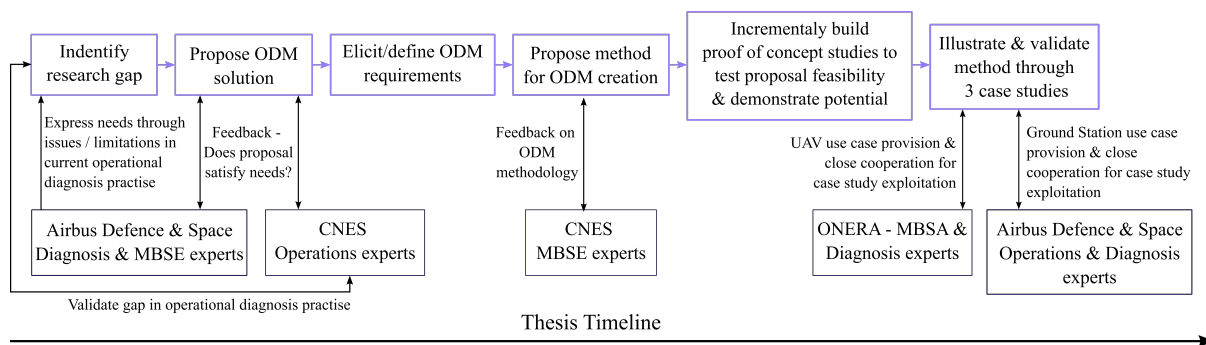 Indentify
research gap
Propose ODM
solution
Elicit/define ODM
requirements
Propose method
for ODM creation
Incrementaly build
proof of concept studies to
test proposal feasibility
& demonstrate potential
Illustrate & validate
method through
3 case studies
Express needs through
issues / limitations in
current operational
diagnosis practise
Feedback -
Does proposal
satisfy needs?
Feedback on
ODM
methodology
UAV use case provision &
close cooperation for
case study exploitation
Ground Station use case
provision & close
cooperation for case study
exploitation
Airbus Defence & Space
Diagnosis & MBSE experts
CNES
Operations experts
CNES
MBSE experts
ONERA - MBSA &
Diagnosis experts
Airbus Defence & Space
Operations & Diagnosis
experts
Validate gap in operational diagnosis practise
Thesis Timeline